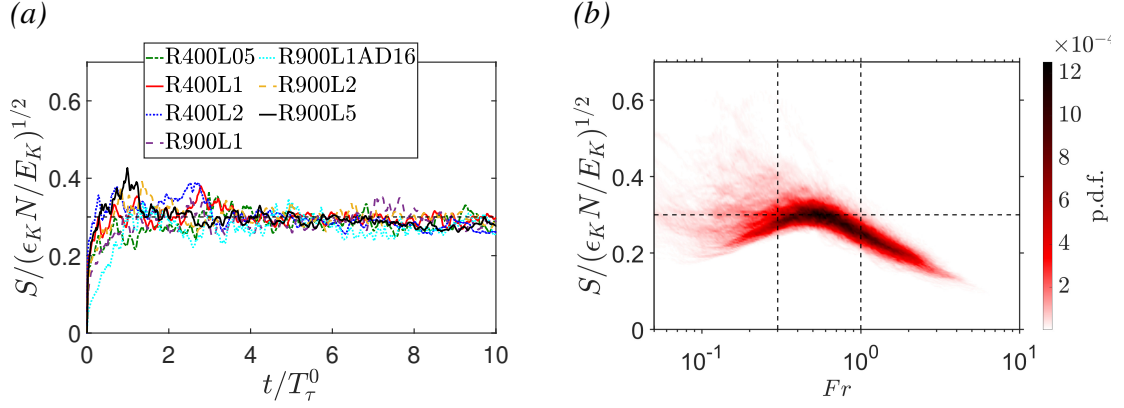 (a)
R400L05
R900L1AD16
R400L1
R900L2
R400L2
R900L5
R900L1
S/(ϵ_K N/E_K)^{1/2}
0.6
0.4
0.2
0
0 2 4 6 8 10
t/T_τ^0
(b)
S/(ϵ_K N/E_K)^{1/2}
0.6
0.4
0.2
0
10^{-1} 10^0 10^1
Fr
×10^{-4}
12
10
8
6
4
2
p.d.f.